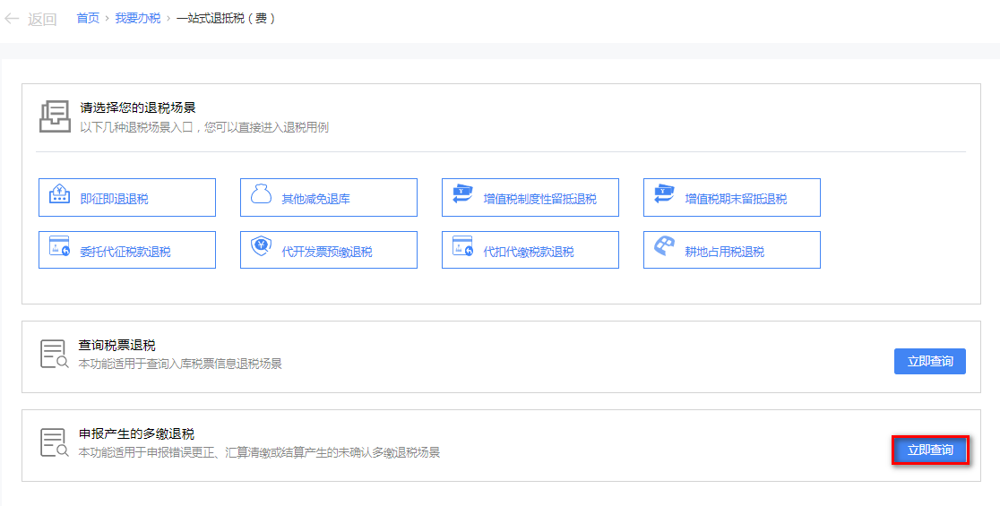 返回 首页 › 我要办税 › 一站式退抵税（费）
请选择您的退税场景
以下几种退税场景入口，您可以直接进入退税用例
即征即退退税 其他减免退库 增值税制度性留抵退税 增值税期末留抵退税
委托代征税款退税 代开发票预缴退税 代扣代缴税款退税 耕地占用税退税
查询税票退税
本功能适用于查询入库税票信息退税场景
立即查询
申报产生的多缴退税
本功能适用于申报错误更正、汇算清缴或结算产生的未确认多缴退税场景
立即查询